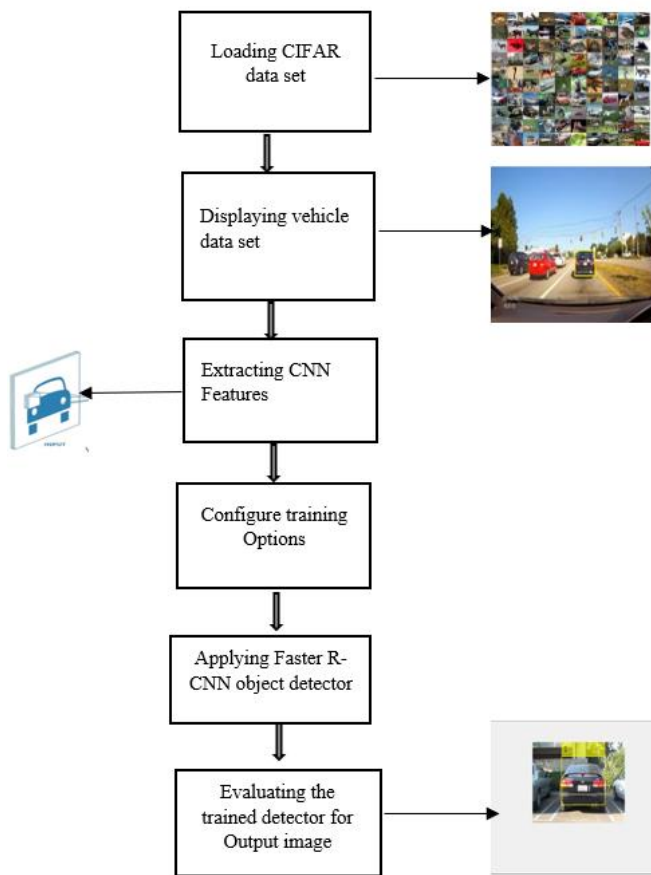 Loading CIFAR
data set
Displaying vehicle
data set
Extracting CNN
Features
Configure training
Options
Applying Faster R-
CNN object detector
Evaluating the
trained detector for
Output image